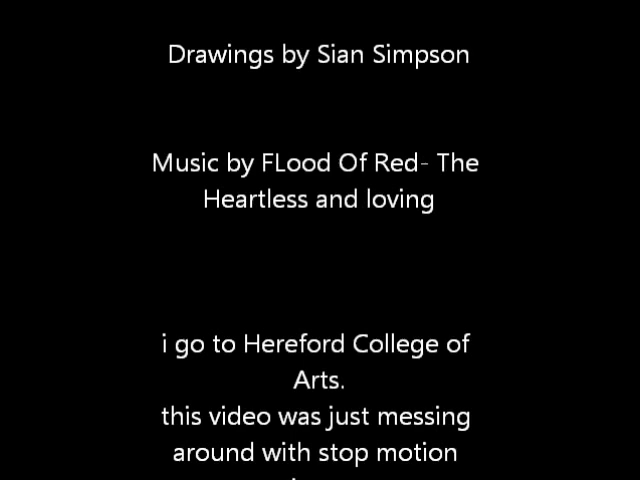 Drawings by Sian Simpson
Music by FLood Of Red- The
Heartless and loving
i go to Hereford College of
Arts.
this video was just messing
around with stop motion